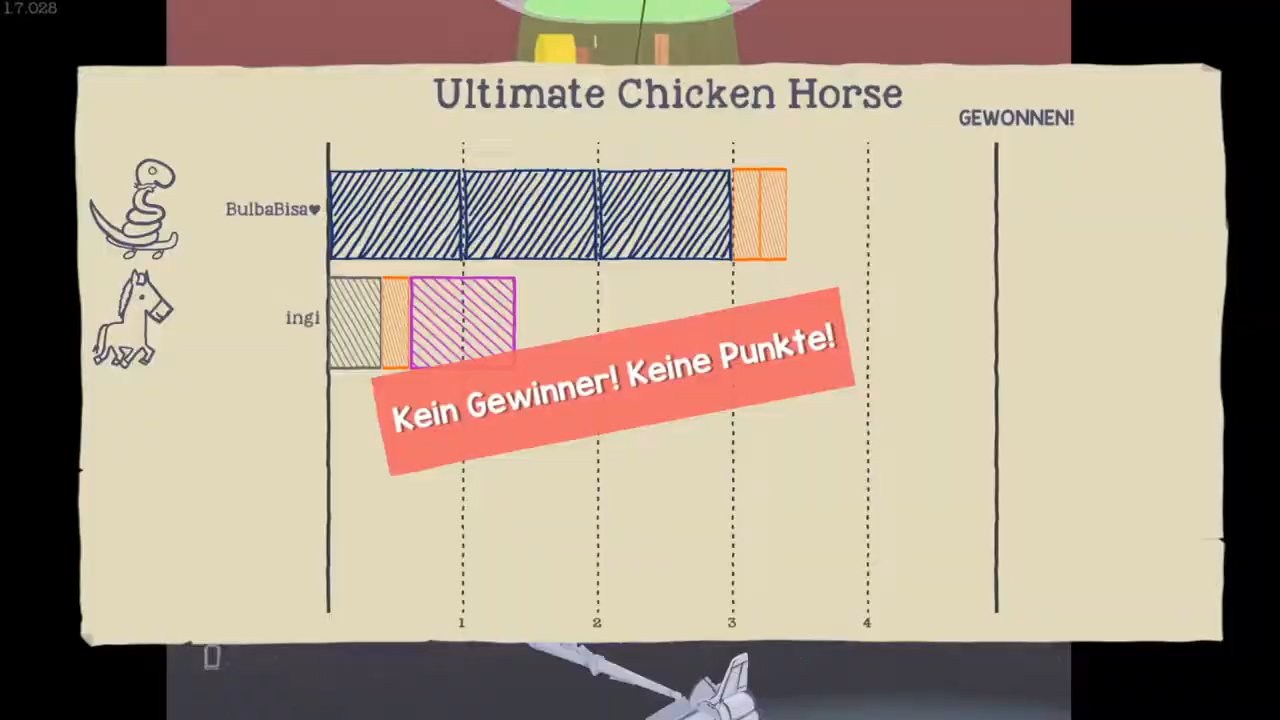 1.7.028
Ultimate Chicken Horse
GEWONNEN!
BulbaBisa♥
ingi
Kein Gewinner! Keine Punkte!
1 2 3 4